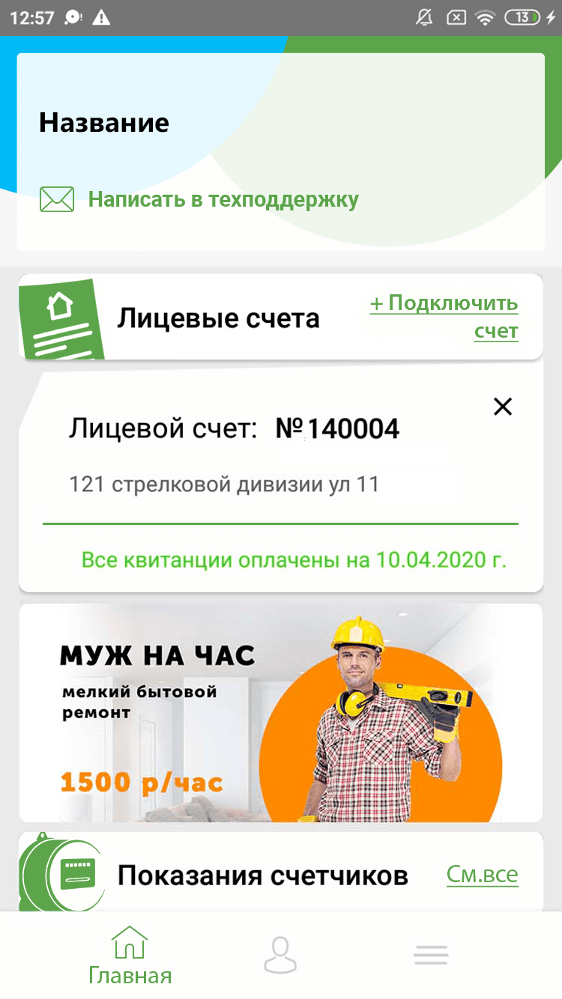 12:57
13
Название
Написать в техподдержку
Лицевые счета
+ Подключить
счет
Лицевой счет: №140004
121 стрелковой дивизии ул 11
Все квитанции оплачены на 10.04.2020 г.
МУЖ НА ЧАС
мелкий бытовой
ремонт
1500 р/час
Показания счетчиков
См.все
Главная